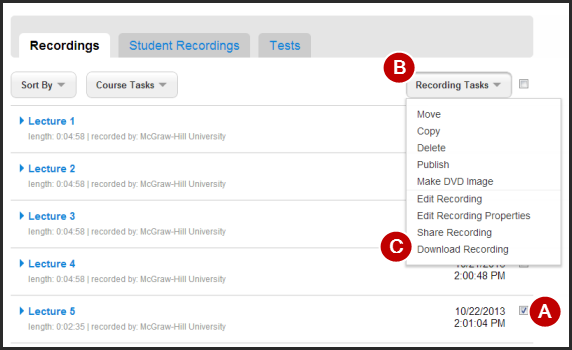 Recordings
Student Recordings
Tests
B
Sort By
Course Tasks
Recording Tasks
Lecture 1
length: 0:04:58 | recorded by: McGraw-Hill University
Lecture 2
length: 0:04:58 | recorded by: McGraw-Hill University
Lecture 3
length: 0:04:58 | recorded by: McGraw-Hill University
Lecture 4
length: 0:04:58 | recorded by: McGraw-Hill University
Move
Copy
Delete
Publish
Make DVD Image
Edit Recording
Edit Recording Properties
Share Recording
C
Download Recording
10/21/2013
2:00:48 PM
Lecture 5
length: 0:02:35 | recorded by: McGraw-Hill University
10/22/2013
2:01:04 PM
A